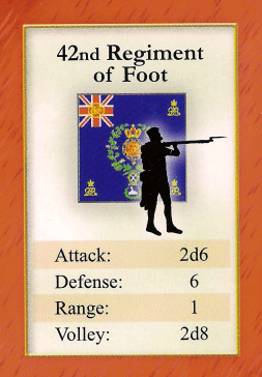 42nd Regiment
of Foot
Attack: 2d6
Defense: 6
Range: 1
Volley: 2d8